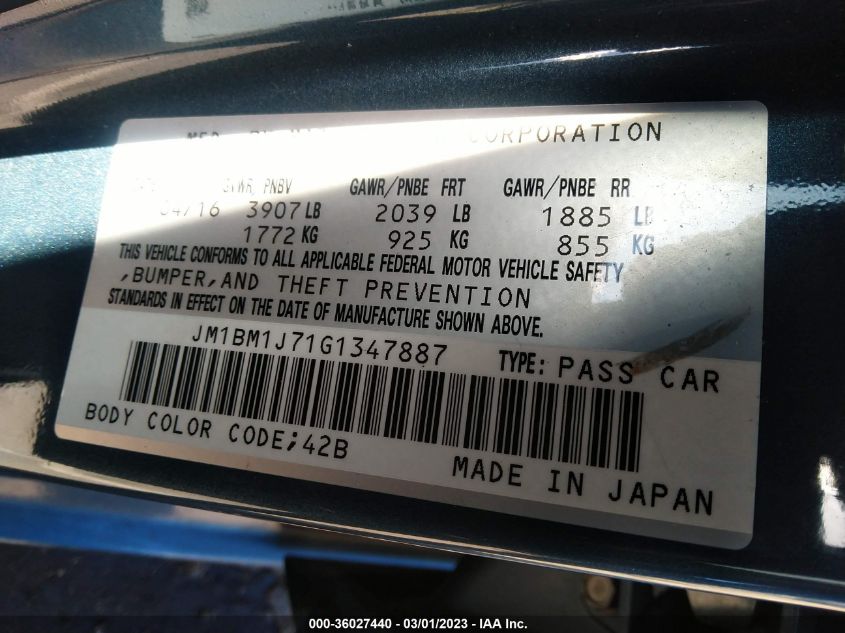 CORPORATION
GVWR/PNBV GAWR/PNBE FRT GAWR/PNBE RR
04/16 3907 LB 2039 LB 1885 LB
1772 KG 925 KG 855 KG
THIS VEHICLE CONFORMS TO ALL APPLICABLE FEDERAL MOTOR VEHICLE SAFETY
,BUMPER,AND THEFT PREVENTION
STANDARDS IN EFFECT ON THE DATE OF MANUFACTURE SHOWN ABOVE.
JM1BM1J71G1347887 TYPE: PASS CAR
BODY COLOR CODE;42B
MADE IN JAPAN
000-36027440 - 03/01/2023 - IAA Inc.